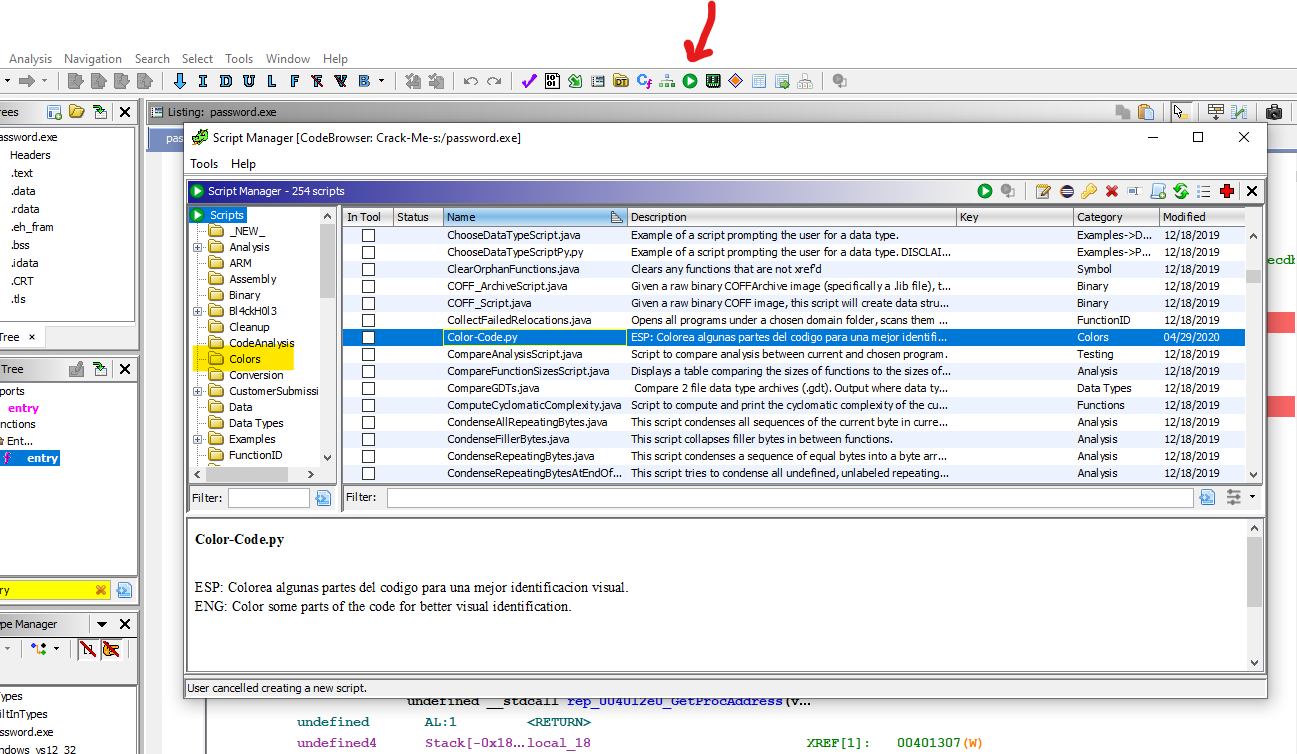 Analysis Navigation Search Select Tools Window Help
I D U L F B
Listing: password.exe
Script Manager [CodeBrowser: Crack-Me-s:/password.exe]
Tools Help
Script Manager - 254 scripts
Headers
.text
.data
.rdata
.eh_fram
.bss
.idata
.CRT
.tls
Tree ×
Tree
entry
Ent...
entry
Scripts
_NEW_
Analysis
ARM
Assembly
Binary
Bl4ckH0l3
Cleanup
CodeAnalysis
Colors
Conversion
CustomerSubmissi
Data
Data Types
Examples
FunctionID
Filter:
In Tool Status Name Description Key Category Modified
ChooseDataTypeScript.java Example of a script prompting the user for a data type. Examples->D... 12/18/2019
ChooseDataTypeScriptPy.py Example of a script prompting the user for a data type. DISCLAI... Examples->P... 12/18/2019
ClearOrphanFunctions.java Clears any functions that are not xref'd Symbol 12/18/2019
COFF_ArchiveScript.java Given a raw binary COFFArchive image (specifically a .lib file), t... Binary 12/18/2019
COFF_Script.java Given a raw binary COFF image, this script will create data stru... Binary 12/18/2019
CollectFailedRelocations.java Opens all programs under a chosen domain folder, scans them ... FunctionID 12/18/2019
Color-Code.py ESP: Colorea algunas partes del codigo para una mejor identifi... Colors 04/29/2020
CompareAnalysisScript.java Script to compare analysis between current and chosen program. Testing 12/18/2019
CompareFunctionSizesScript.java Displays a table comparing the sizes of functions to the sizes of... Analysis 12/18/2019
CompareGDTs.java Compare 2 file data type archives (.gdt). Output where data ty... Data Types 12/18/2019
ComputeCyclomaticComplexity.java Script to compute and print the cyclomatic complexity of the cu... Functions 12/18/2019
CondenseAllRepeatingBytes.java This script condenses all sequences of the current byte in curre... Analysis 12/18/2019
CondenseFillerBytes.java This script collapses filler bytes in between functions. Analysis 12/18/2019
CondenseRepeatingBytes.java This script condenses a sequence of equal bytes into a byte arr... Analysis 12/18/2019
CondenseRepeatingBytesAtEndOf... This script tries to condense all undefined, unlabeled repeating... Analysis 12/18/2019
Filter:
Color-Code.py
ESP: Colorea algunas partes del codigo para una mejor identificacion visual.
ENG: Color some parts of the code for better visual identification.
User cancelled creating a new script.
undefined __stdcall rep_004012e0_GetProcAddress(v...
undefined AL:1 <RETURN>
undefined4 Stack[-0x18... local_18 XREF[1]: 00401307(W)